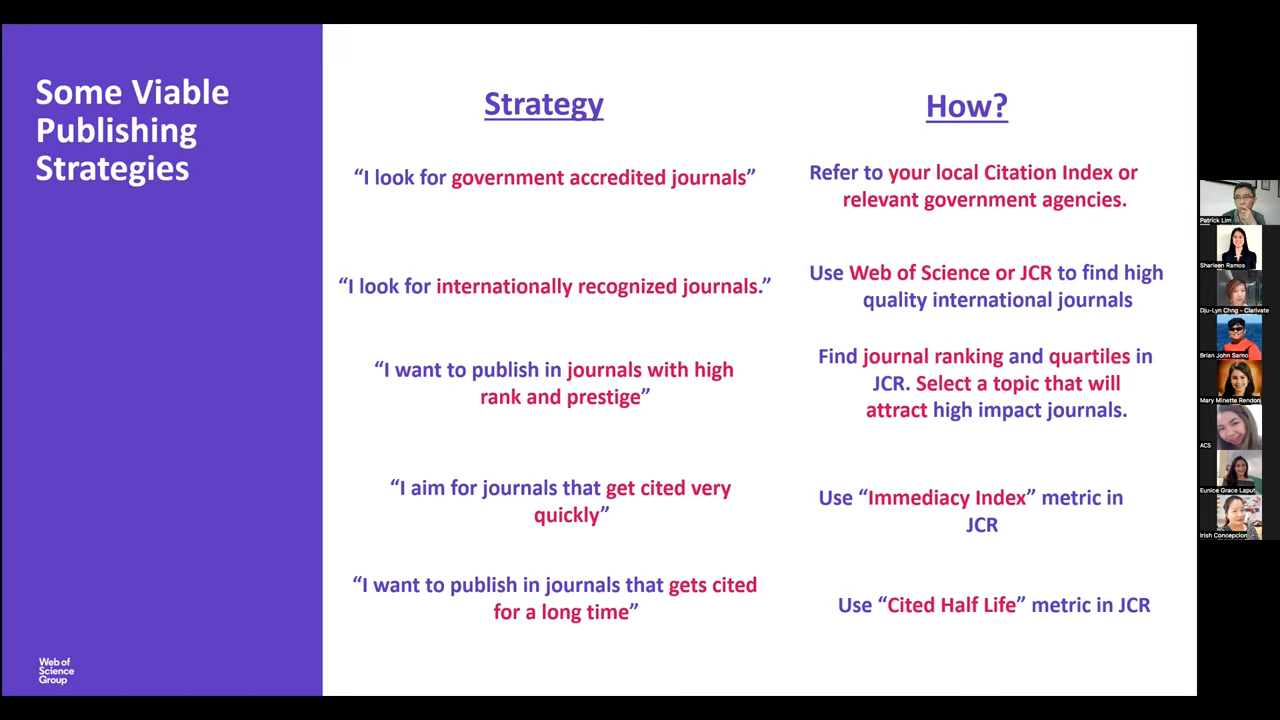 Some Viable
Publishing
Strategies
Strategy
How?
“I look for government accredited journals”
Refer to your local Citation Index or
relevant government agencies.
“I look for internationally recognized journals.”
Use Web of Science or JCR to find high
quality international journals
“I want to publish in journals with high
rank and prestige”
Find journal ranking and quartiles in
JCR. Select a topic that will
attract high impact journals.
“I aim for journals that get cited very
quickly”
Use “Immediacy Index” metric in
JCR
“I want to publish in journals that gets cited
for a long time”
Use “Cited Half Life” metric in JCR
Web of
Science
Group
Patrick Lim
Sharleen Ramos
Dju-Lyn Chng - Clarivate
Brian John Sarno
Mary Minette Rendon
ACS
Eunice Grace Laput
Irish Concepcion